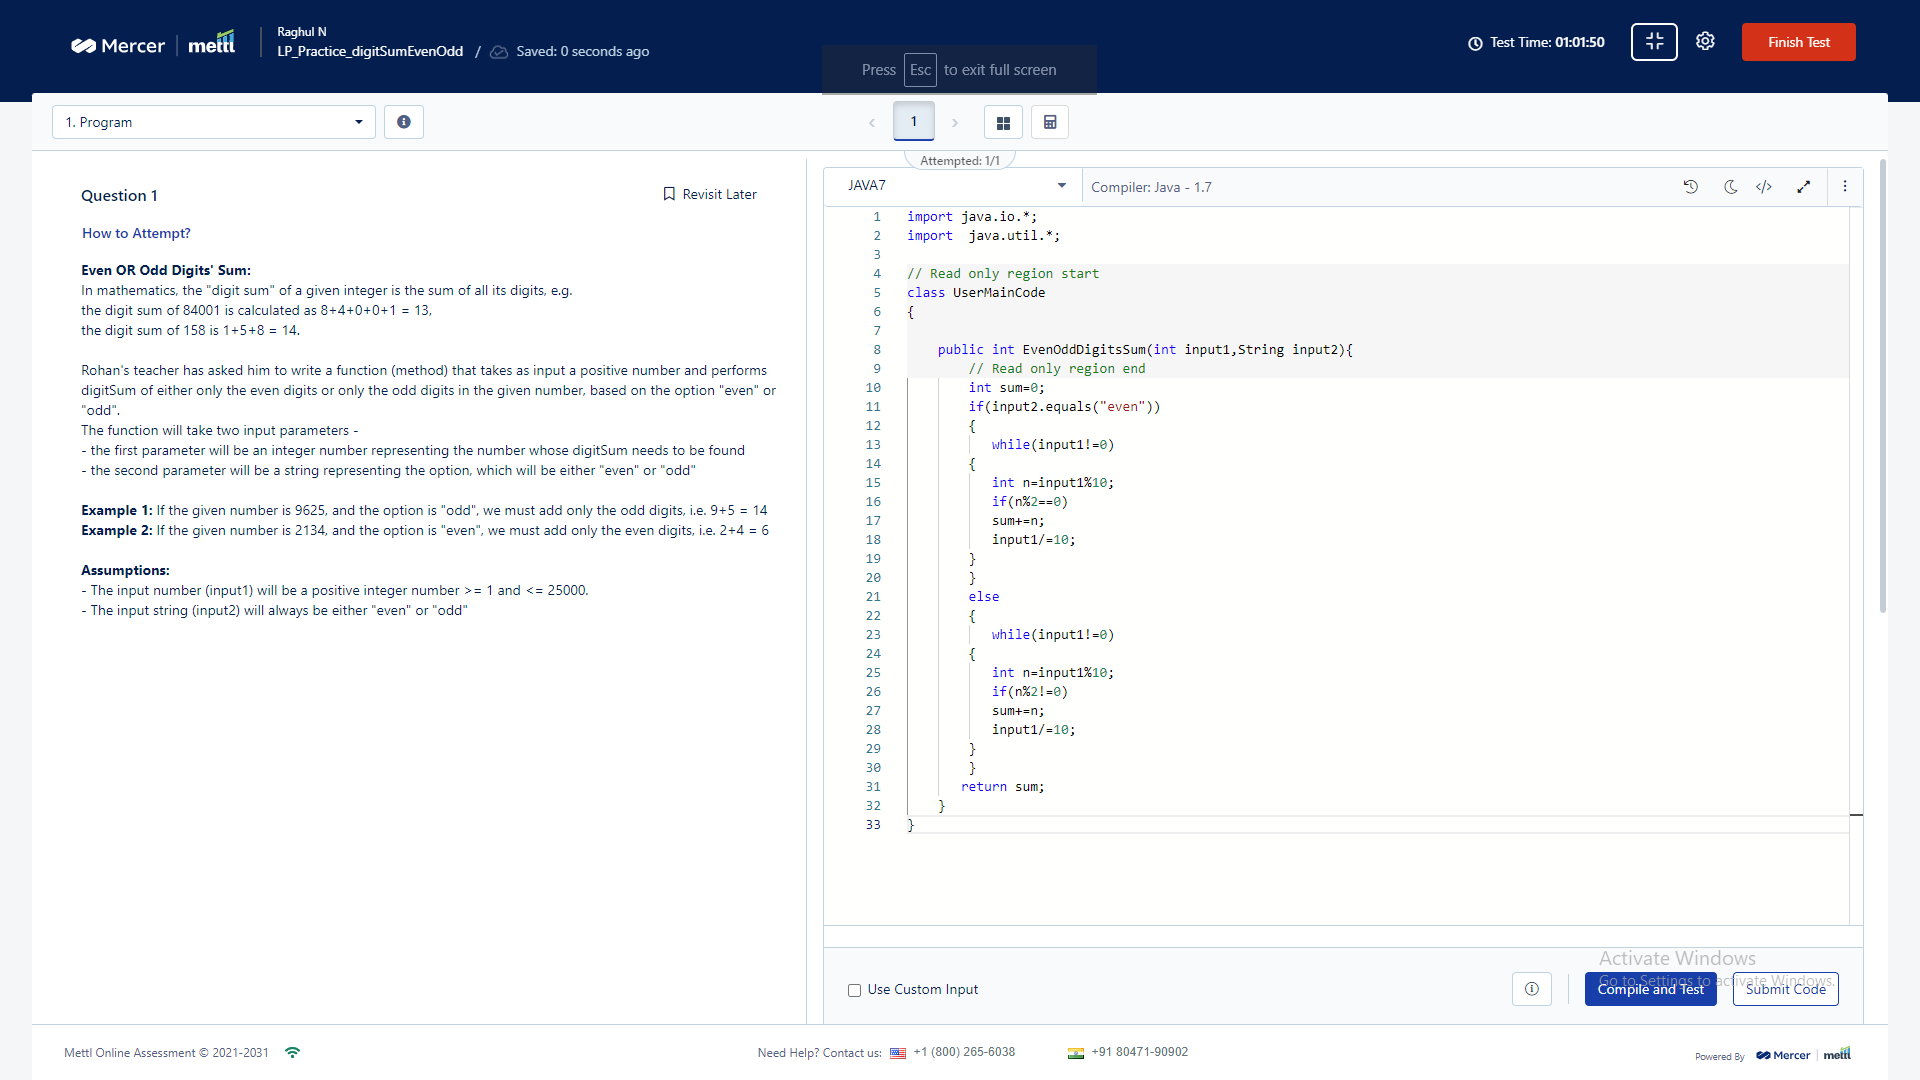 Mercer | mettl
Raghul N
LP_Practice_digitSumEvenOdd / Saved: 0 seconds ago
Press Esc to exit full screen
Test Time: 01:01:50
Finish Test
1. Program
1
Attempted: 1/1
Question 1
Revisit Later
How to Attempt?
Even OR Odd Digits' Sum:
In mathematics, the "digit sum" of a given integer is the sum of all its digits, e.g.
the digit sum of 84001 is calculated as 8+4+0+0+1 = 13,
the digit sum of 158 is 1+5+8 = 14.
Rohan's teacher has asked him to write a function (method) that takes as input a positive number and performs
digitSum of either only the even digits or only the odd digits in the given number, based on the option "even" or
"odd".
The function will take two input parameters -
- the first parameter will be an integer number representing the number whose digitSum needs to be found
- the second parameter will be a string representing the option, which will be either "even" or "odd"
Example 1: If the given number is 9625, and the option is "odd", we must add only the odd digits, i.e. 9+5 = 14
Example 2: If the given number is 2134, and the option is "even", we must add only the even digits, i.e. 2+4 = 6
Assumptions:
- The input number (input1) will be a positive integer number >= 1 and <= 25000.
- The input string (input2) will always be either "even" or "odd"
JAVA7
Compiler: Java - 1.7
1 import java.io.*;
2 import  java.util.*;
3
4 // Read only region start
5 class UserMainCode
6 {
7
8     public int EvenOddDigitsSum(int input1,String input2){
9         // Read only region end
10         int sum=0;
11         if(input2.equals("even"))
12         {
13            while(input1!=0)
14         {
15            int n=input1%10;
16            if(n%2==0)
17            sum+=n;
18            input1/=10;
19         }
20         }
21         else
22         {
23            while(input1!=0)
24         {
25            int n=input1%10;
26            if(n%2!=0)
27            sum+=n;
28            input1/=10;
29         }
30         }
31        return sum;
32     }
33 }
Use Custom Input
Compile and Test
Submit Code
Activate Windows
Go to Settings to activate Windows.
Mettl Online Assessment © 2021-2031
Need Help? Contact us: +1 (800) 265-6038
+91 80471-90902
Powered By Mercer | mettl